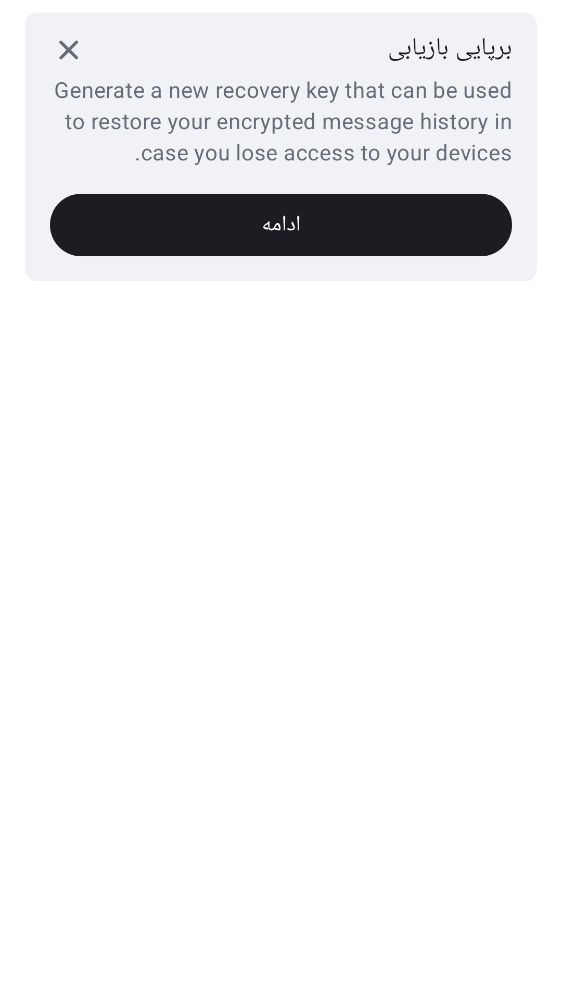 برپایی بازیابی
Generate a new recovery key that can be used
to restore your encrypted message history in
case you lose access to your devices.
ادامه